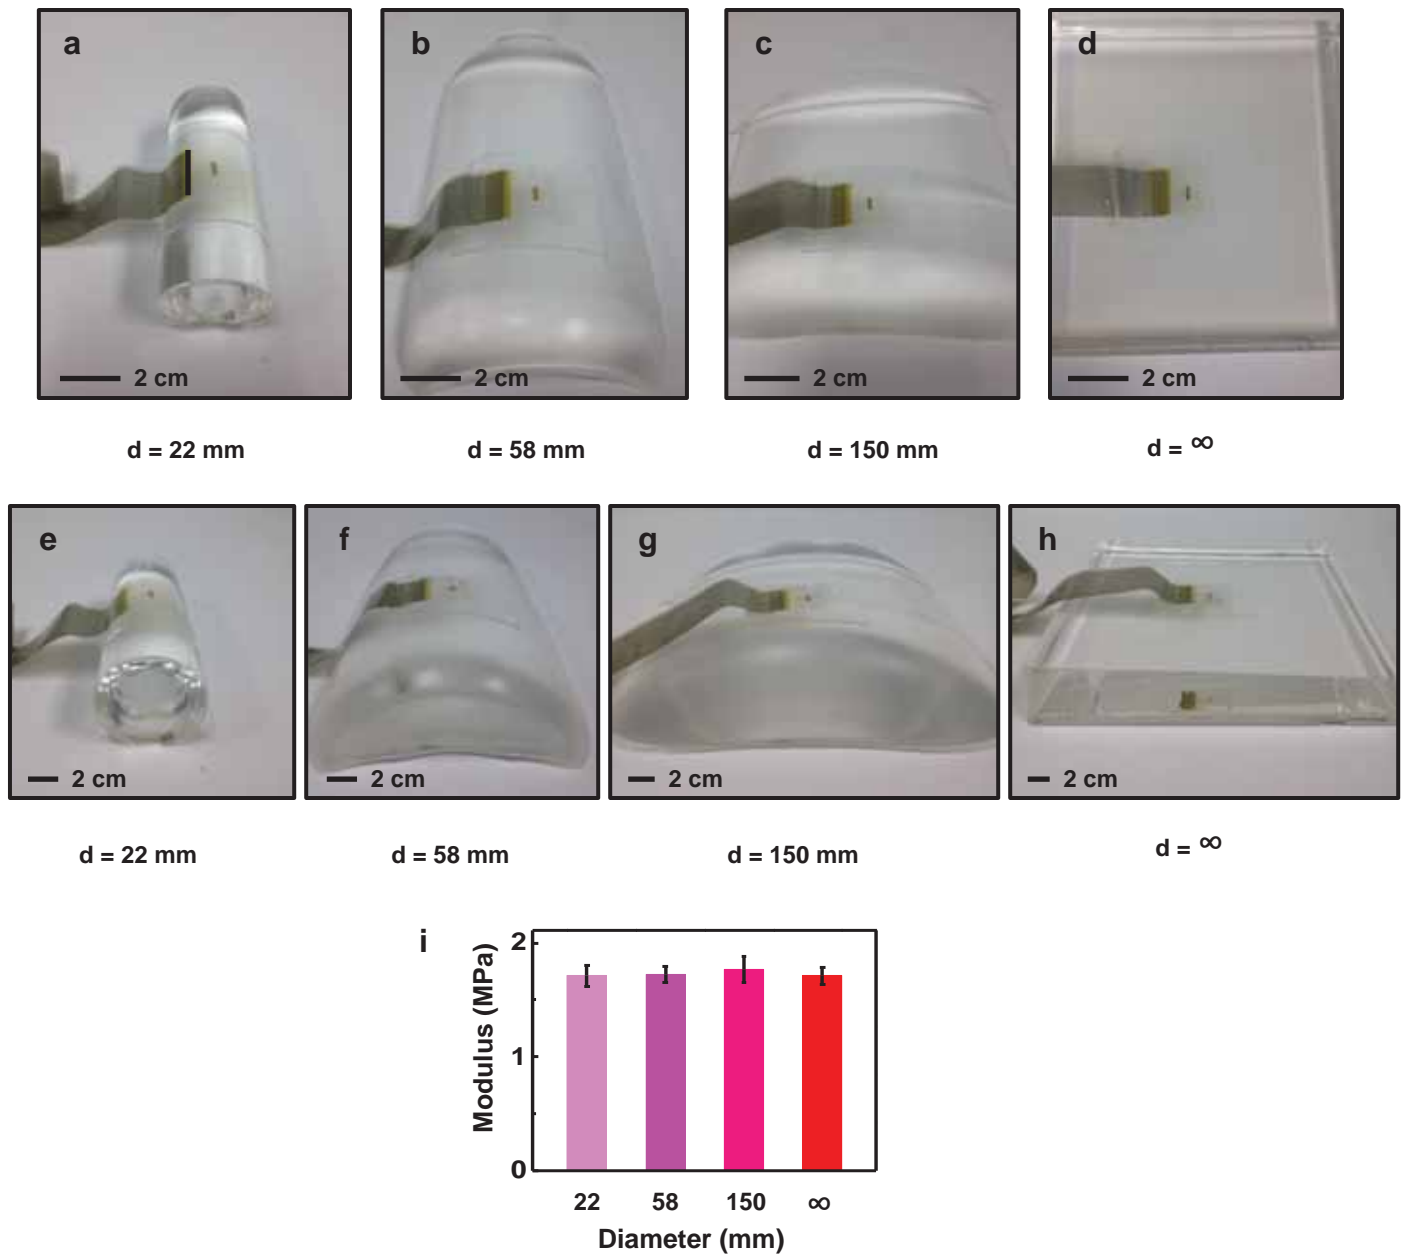 a
b
c
d
2 cm
2 cm
2 cm
2 cm
d = 22 mm
d = 58 mm
d = 150 mm
d = ∞
e
f
g
h
2 cm
2 cm
2 cm
2 cm
d = 22 mm
d = 58 mm
d = 150 mm
d = ∞
i
Modulus (MPa)
2
1
0
22
58
150
∞
Diameter (mm)